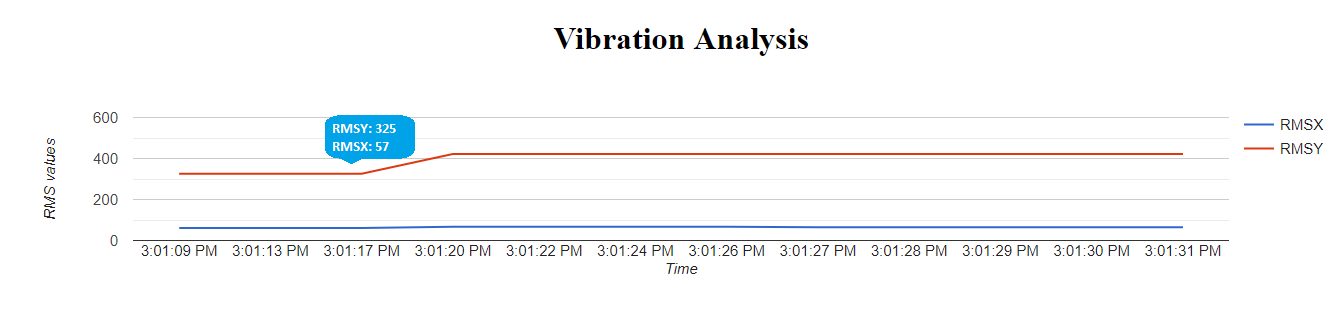 Vibration Analysis
600
400
200
0
RMS values
RMSY: 325
RMSX: 57
RMSX
RMSY
3:01:09 PM 3:01:13 PM 3:01:17 PM 3:01:20 PM 3:01:22 PM 3:01:24 PM 3:01:26 PM 3:01:27 PM 3:01:28 PM 3:01:29 PM 3:01:30 PM 3:01:31 PM
Time